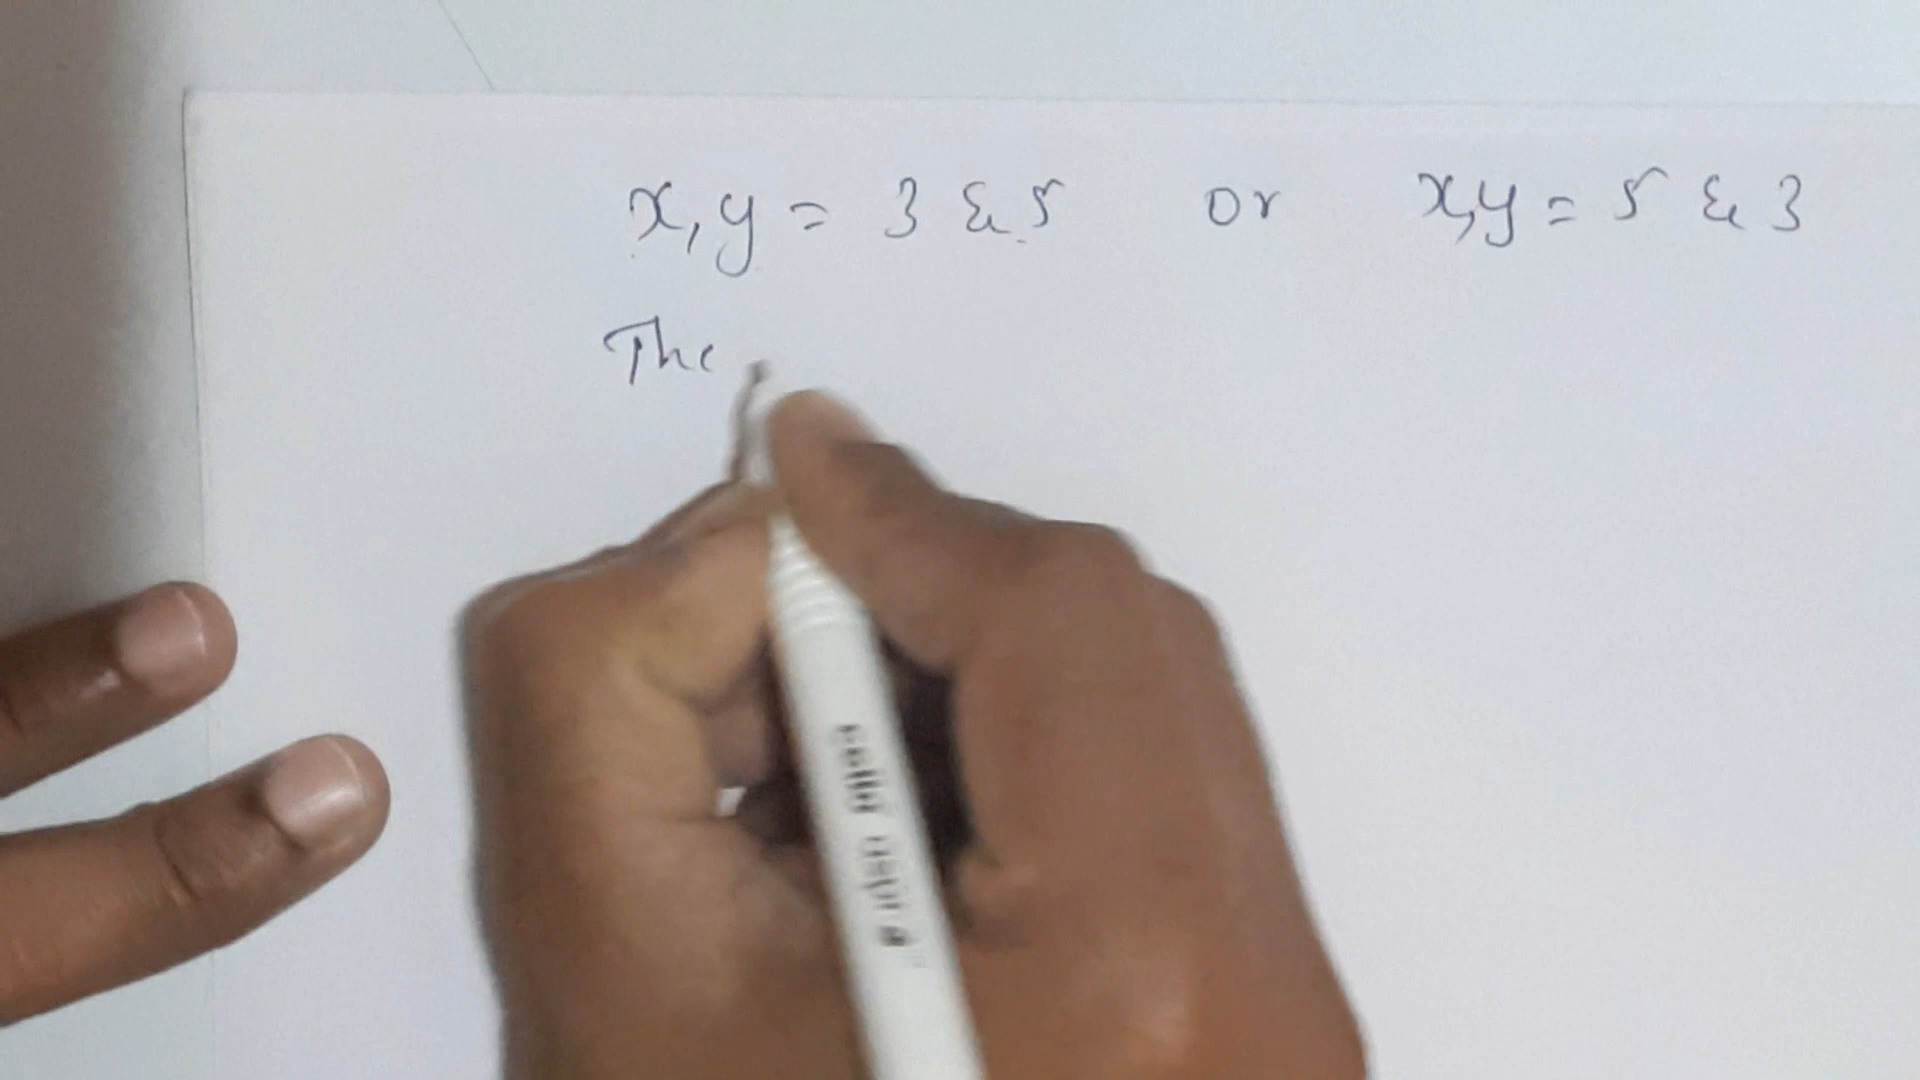 x, y = 3 & 5 or x, y = 5 & 3
The